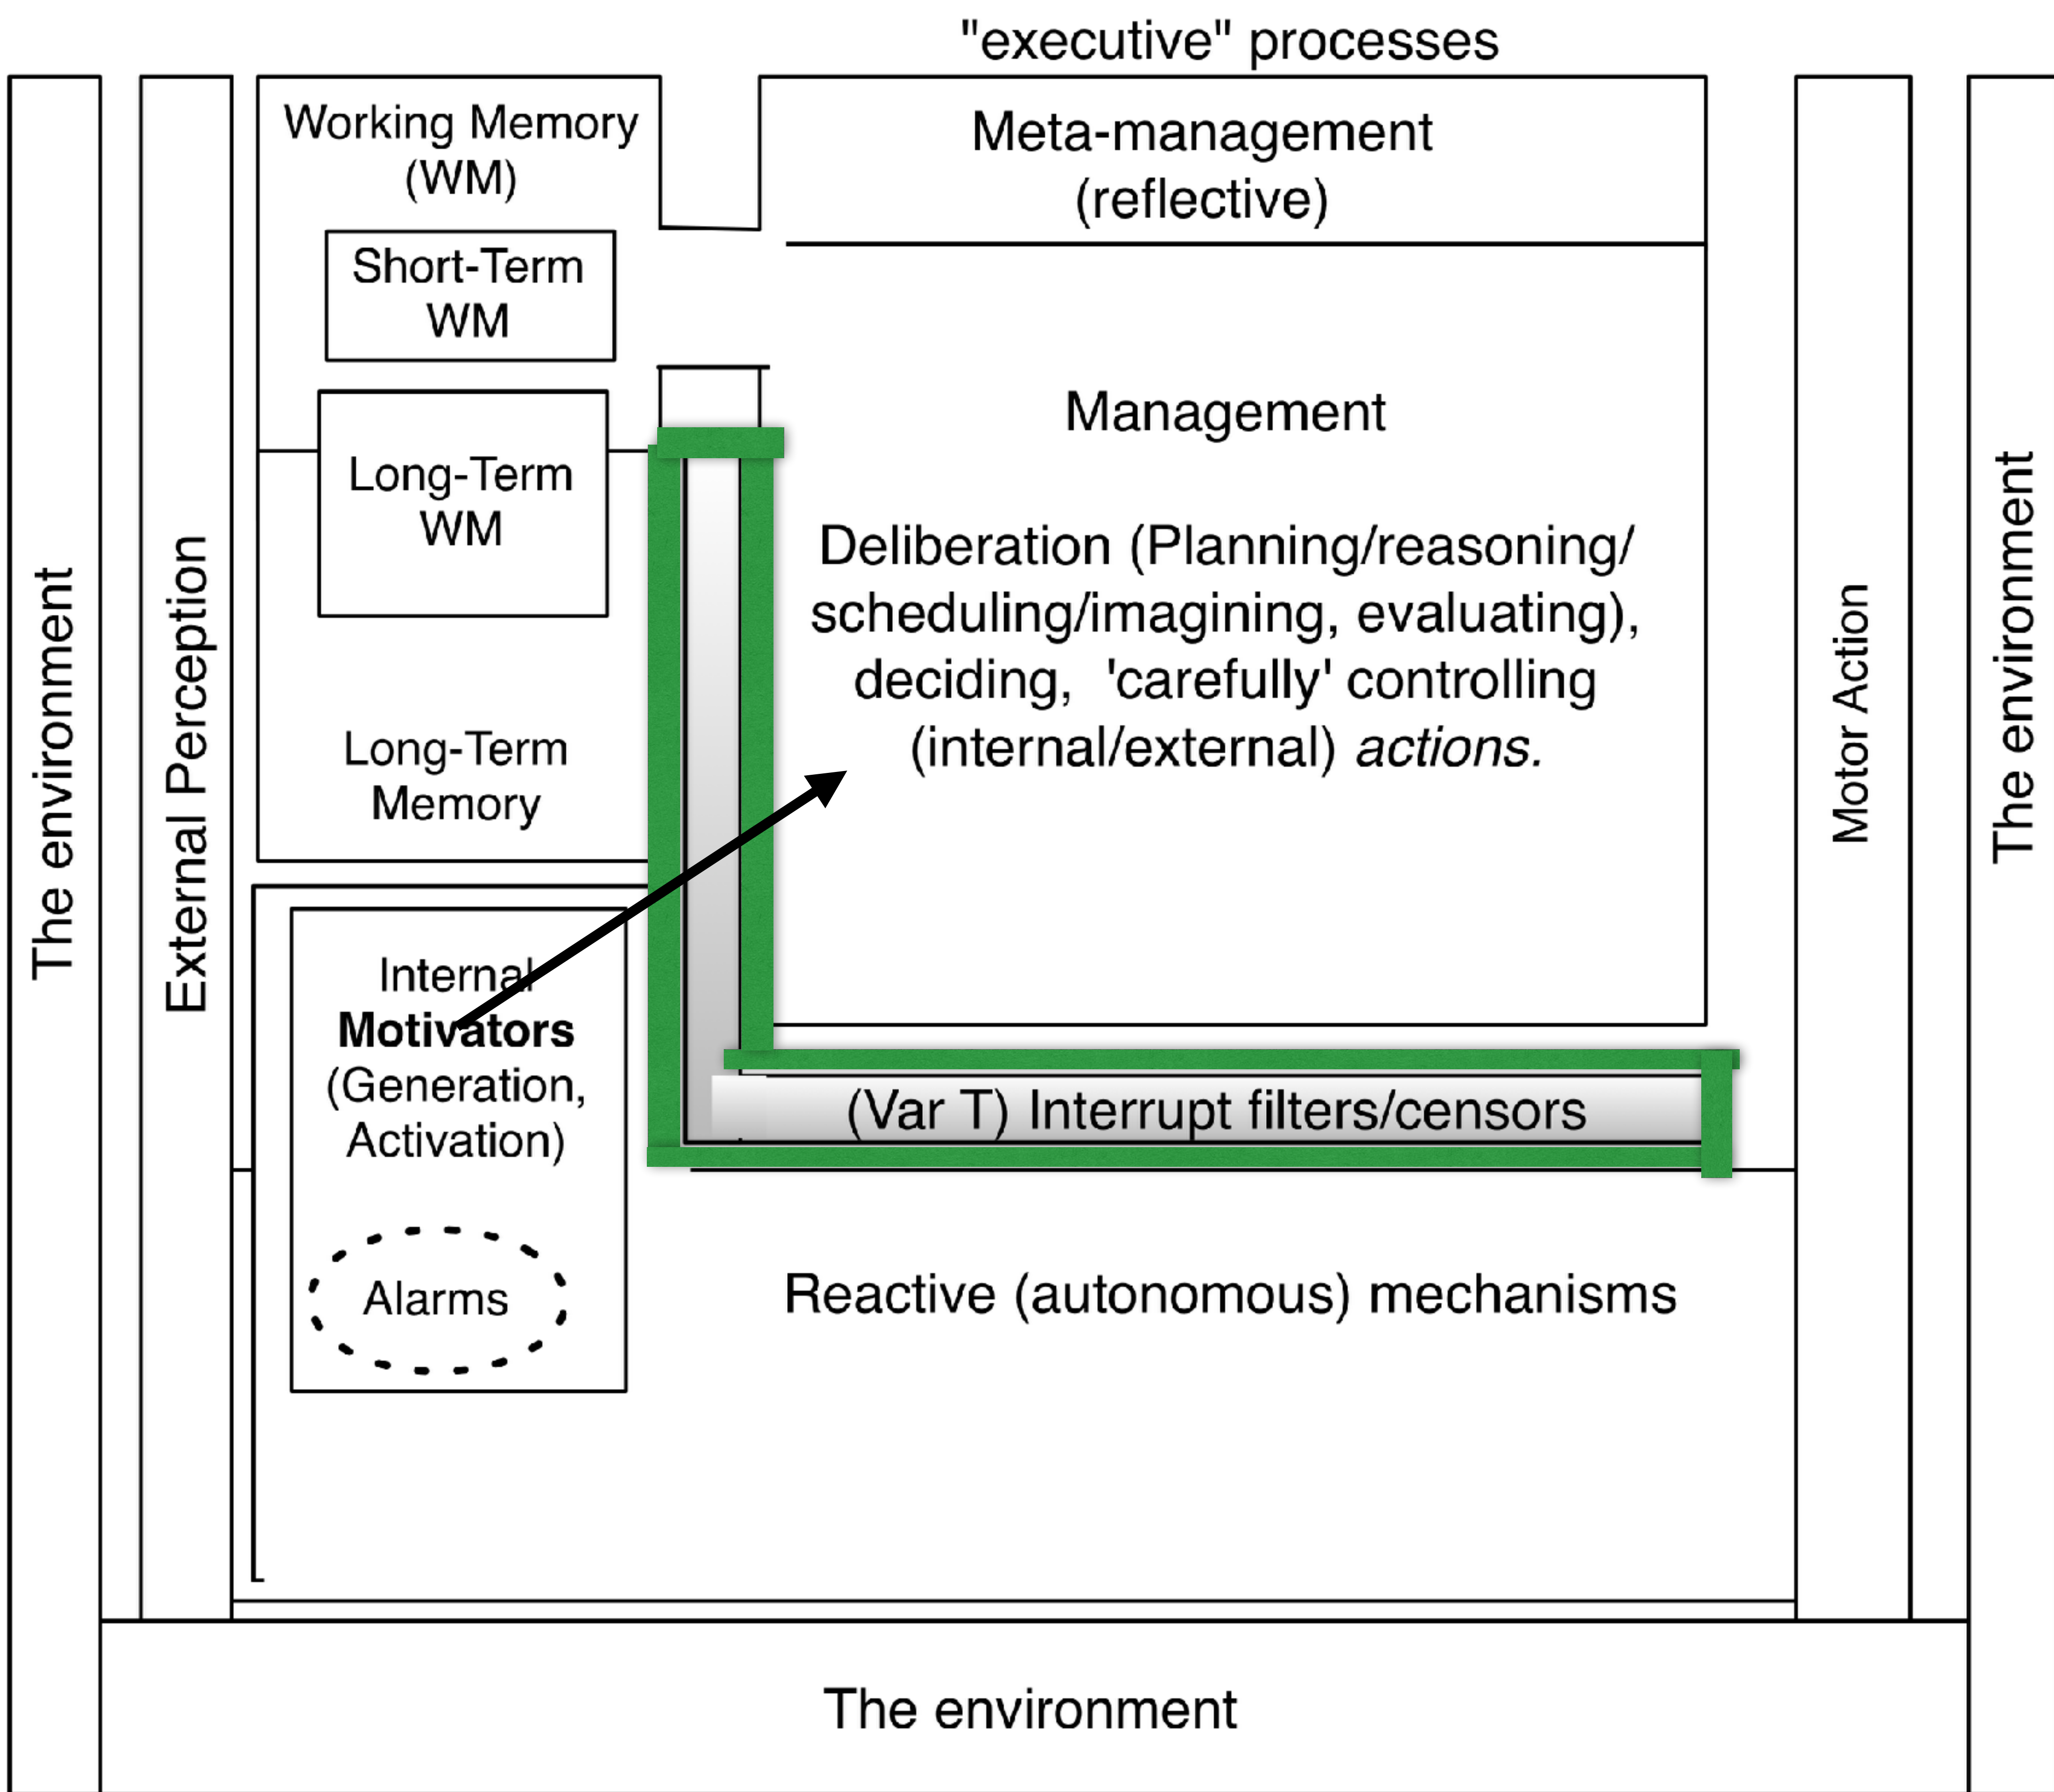 "executive" processes
The environment
External Perception
Working Memory
(WM)
Short-Term
WM
Long-Term
WM
Long-Term
Memory
Internal
Motivators
(Generation,
Activation)
Alarms
Meta-management
(reflective)
Management
Deliberation (Planning/reasoning/
scheduling/imagining, evaluating),
deciding, 'carefully' controlling
(internal/external) actions.
(Var T) Interrupt filters/censors
Reactive (autonomous) mechanisms
Motor Action
The environment
The environment